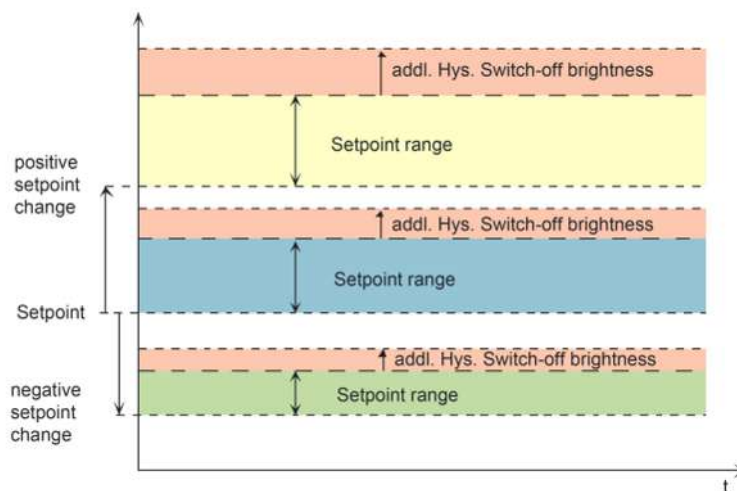 addl. Hys. Switch-off brightness
Setpoint range
positive
setpoint
change
addl. Hys. Switch-off brightness
Setpoint range
Setpoint
addl. Hys. Switch-off brightness
negative
setpoint
change
Setpoint range
t